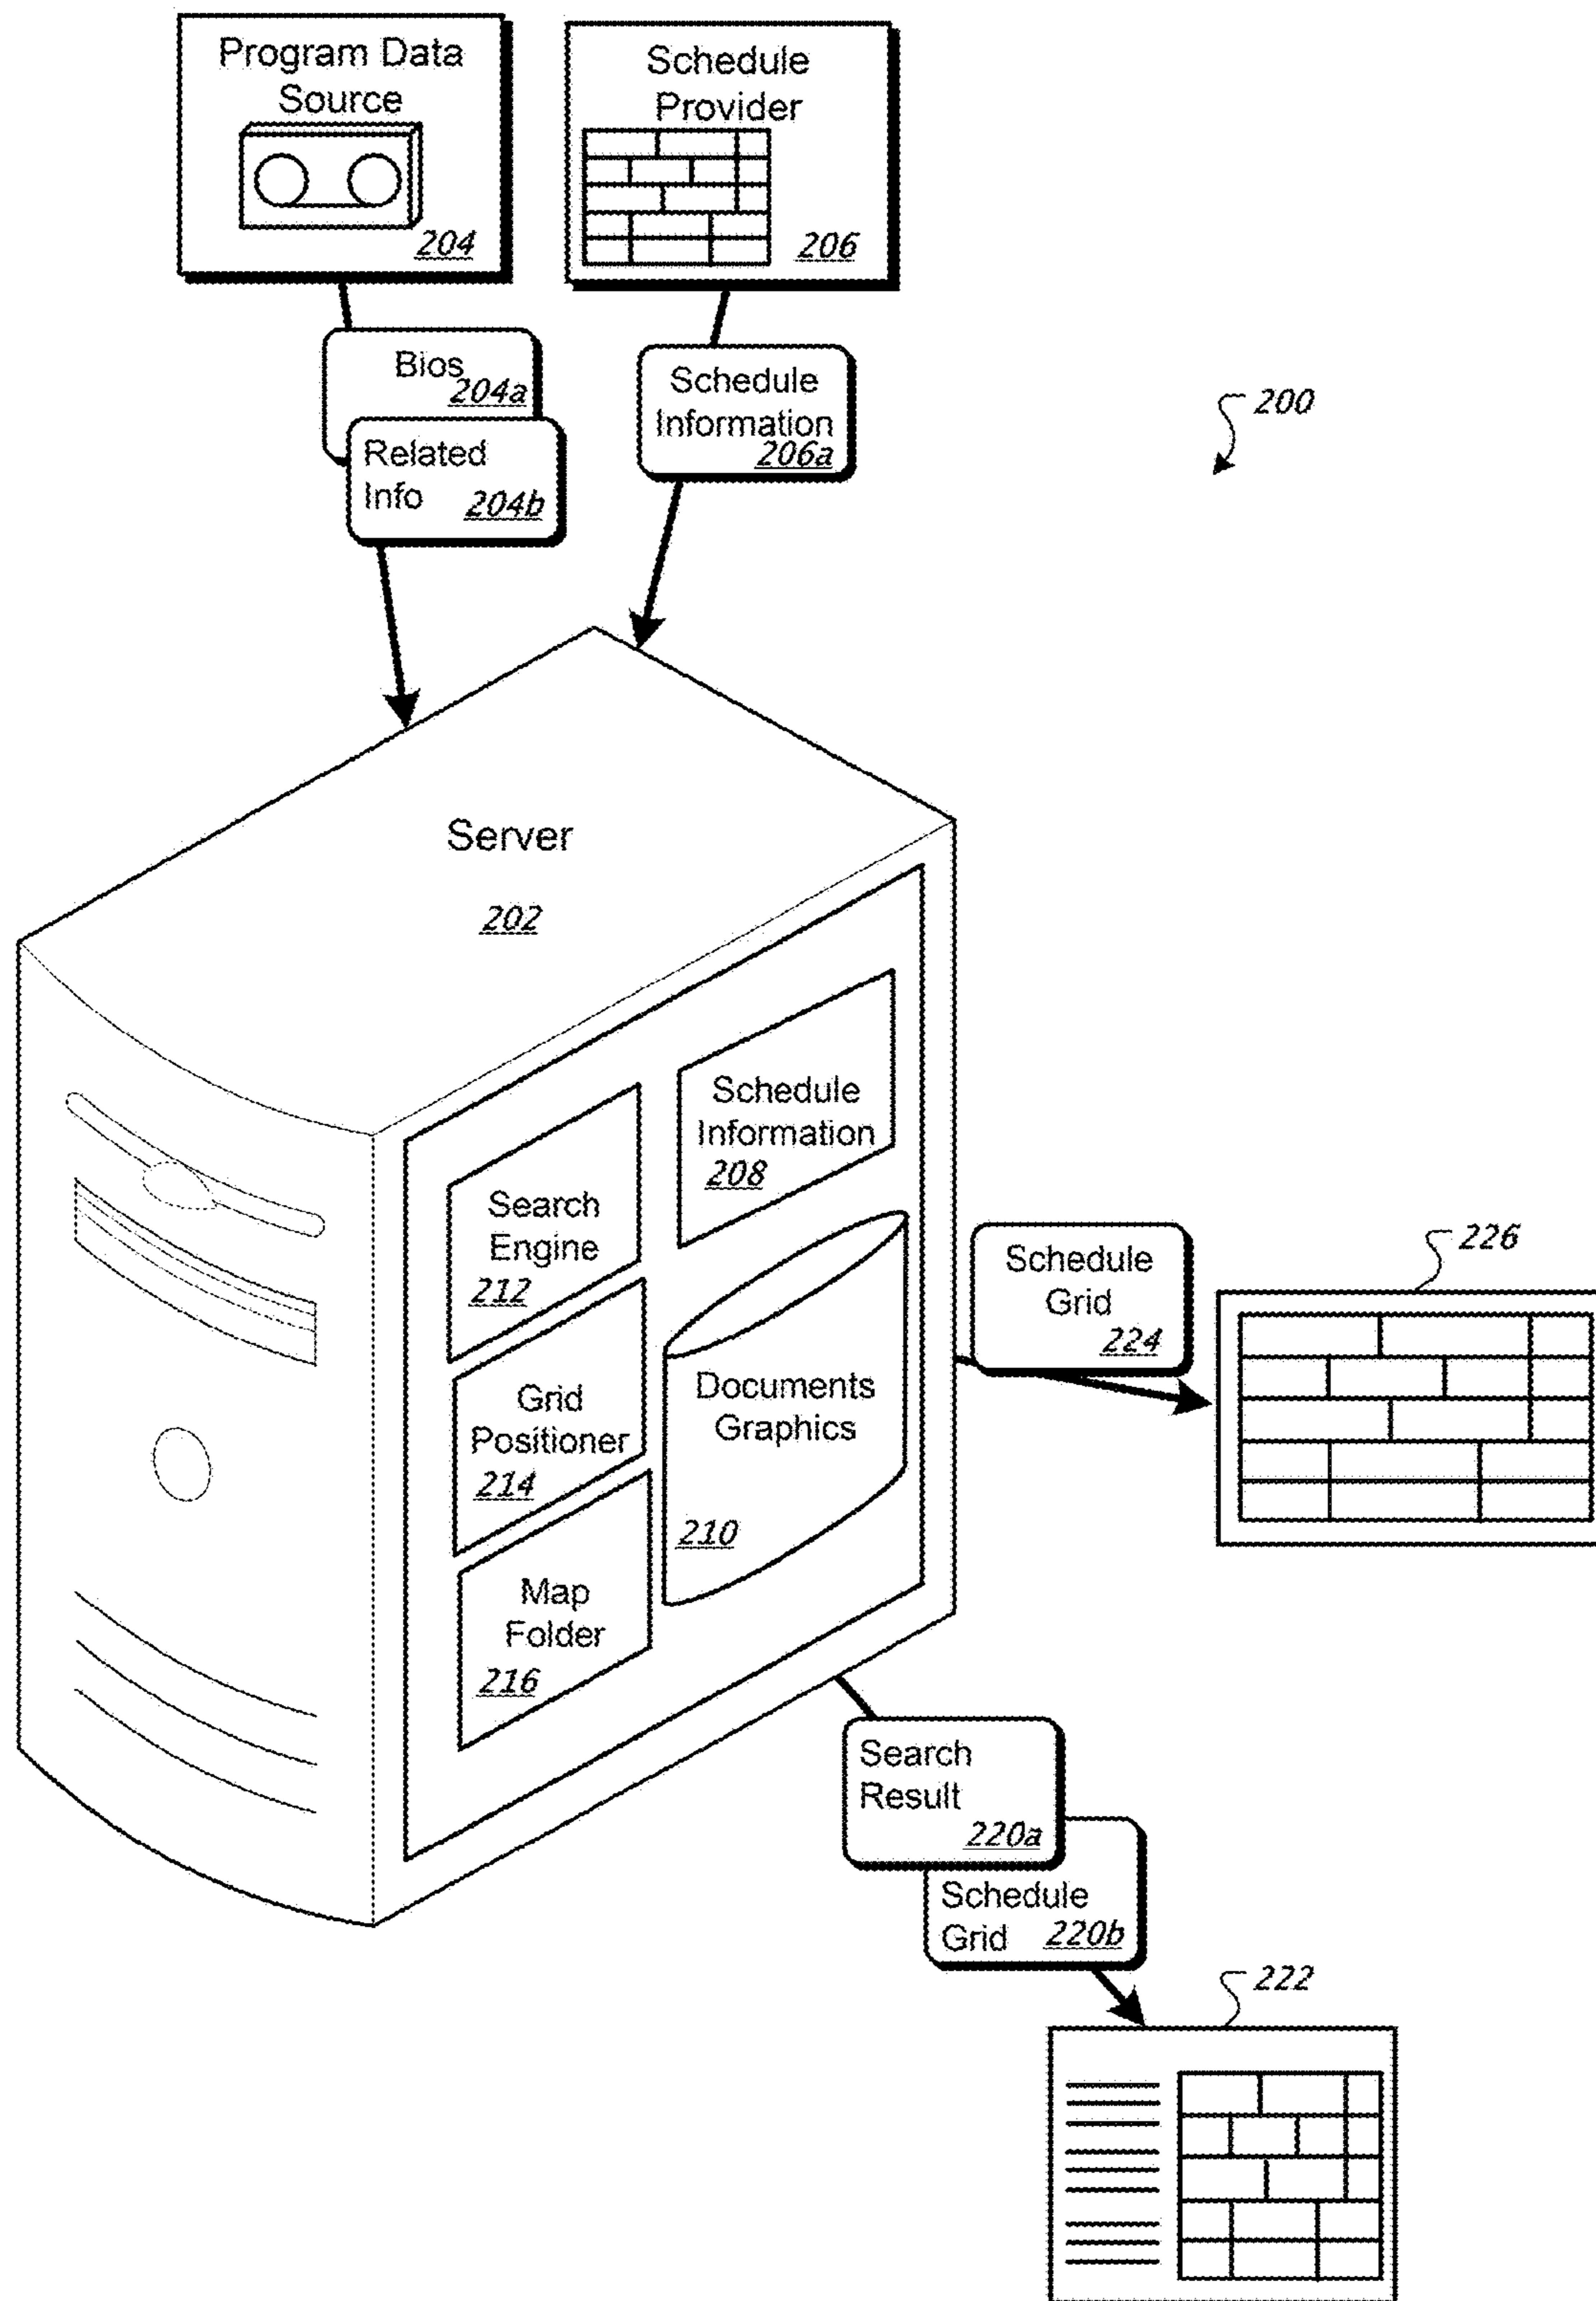 Program Data
Source
204
Schedule
Provider
206
Bios
204a
Related
Info
204b
Schedule
Information
206a
200
Server
202
Schedule
Information
208
Search
Engine
212
Grid
Positioner
214
Documents
Graphics
210
Map
Folder
216
Schedule
Grid
224
226
Search
Result
220a
Schedule
Grid
220b
222